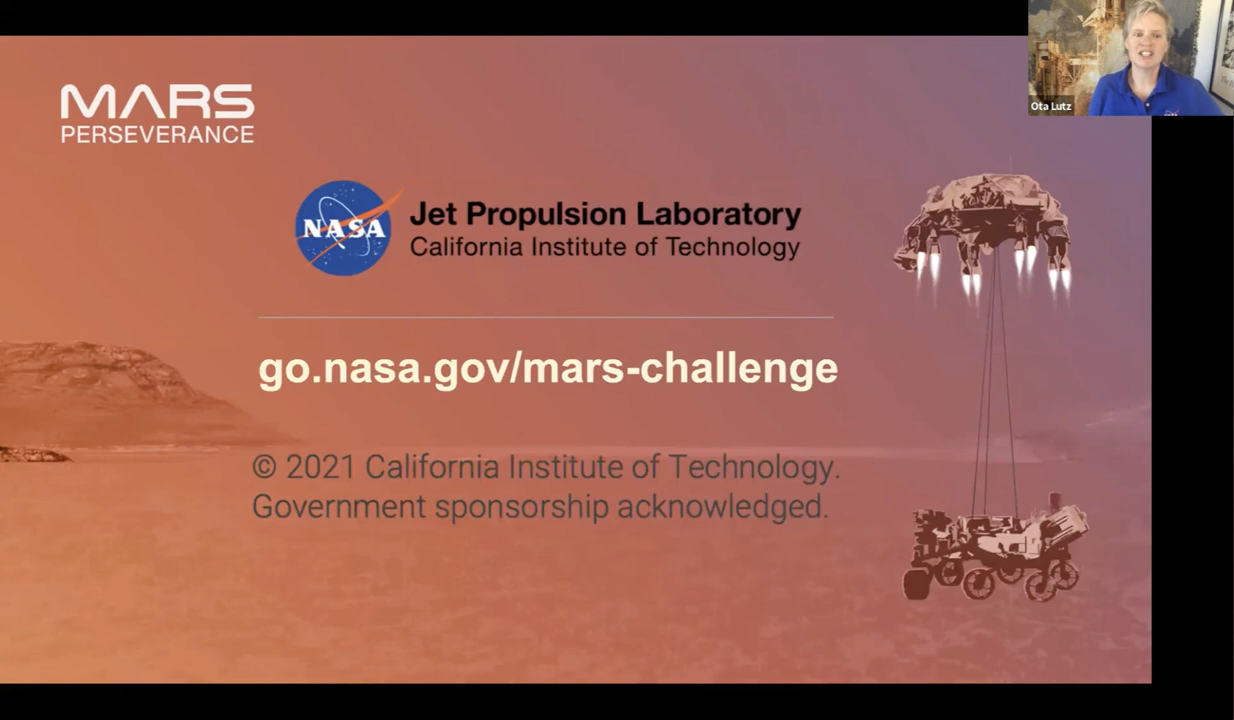 MARS
PERSEVERANCE
Ota Lutz
NASA
Jet Propulsion Laboratory
California Institute of Technology
go.nasa.gov/mars-challenge
© 2021 California Institute of Technology.
Government sponsorship acknowledged.